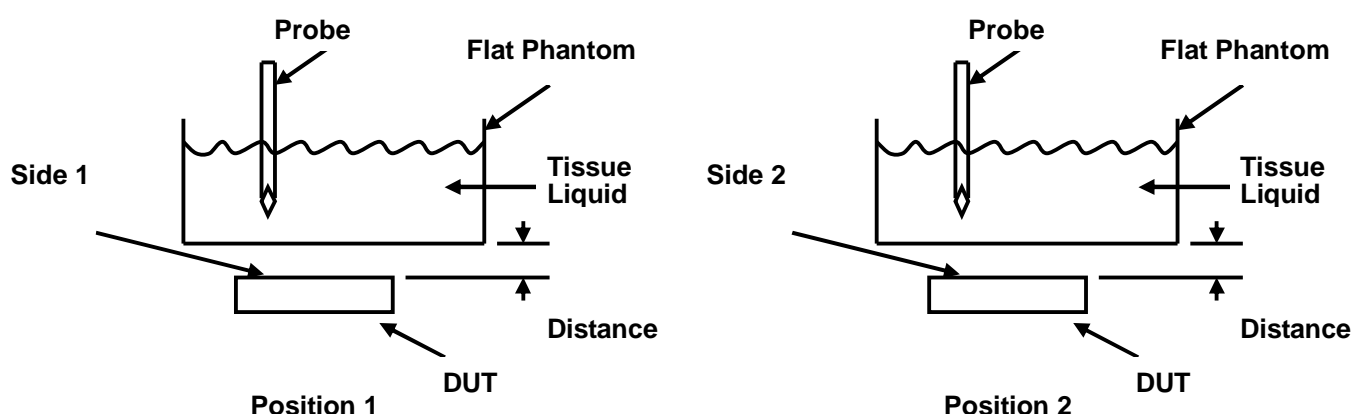 Probe
Flat Phantom
Side 1
Tissue
Liquid
Distance
DUT
Position 1
Probe
Flat Phantom
Side 2
Tissue
Liquid
Distance
DUT
Position 2